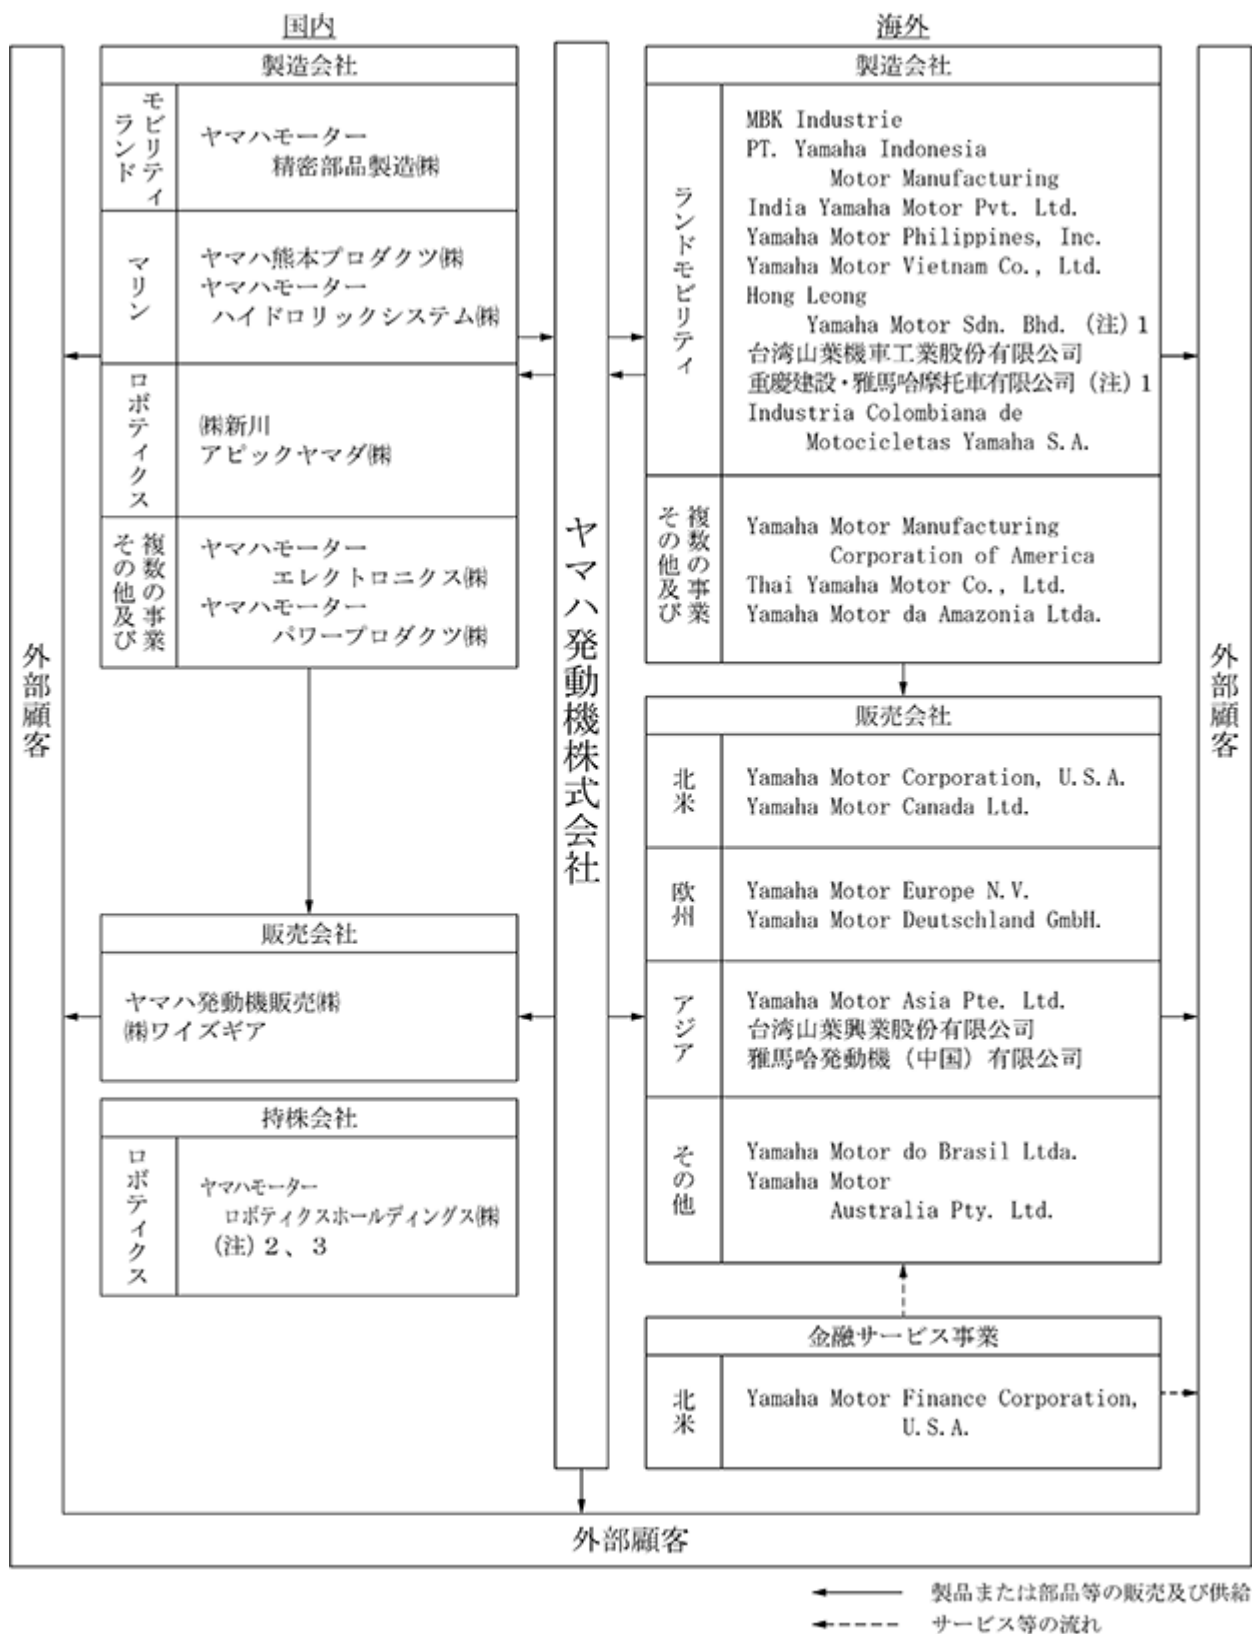 国内
海外
製造会社
ランドモビリティ
ヤマハモーター
精密部品製造㈱
マリン
ヤマハ熊本プロダクツ㈱
ヤマハモーター
ハイドロリックシステム㈱
ロボティクス
㈱新川
アピックヤマダ㈱
その他及び複数の事業
ヤマハモーター
エレクトロニクス㈱
ヤマハモーター
パワープロダクツ㈱
販売会社
ヤマハ発動機販売㈱
㈱ワイズギア
持株会社
ロボティクス
ヤマハモーター
ロボティクスホールディングス㈱
(注)2、3
外部顧客
ヤマハ発動機株式会社
製造会社
ランドモビリティ
MBK Industrie
PT. Yamaha Indonesia
Motor Manufacturing
India Yamaha Motor Pvt. Ltd.
Yamaha Motor Philippines, Inc.
Yamaha Motor Vietnam Co., Ltd.
Hong Leong
Yamaha Motor Sdn. Bhd. (注)1
台湾山葉機車工業股份有限公司
重慶建設・雅馬哈摩托車有限公司(注)1
Industria Colombiana de
Motocicletas Yamaha S.A.
その他及び複数の事業
Yamaha Motor Manufacturing
Corporation of America
Thai Yamaha Motor Co., Ltd.
Yamaha Motor da Amazonia Ltda.
販売会社
北米
Yamaha Motor Corporation, U.S.A.
Yamaha Motor Canada Ltd.
欧州
Yamaha Motor Europe N.V.
Yamaha Motor Deutschland GmbH.
アジア
Yamaha Motor Asia Pte. Ltd.
台湾山葉興業股份有限公司
雅馬哈発動機(中国)有限公司
その他
Yamaha Motor do Brasil Ltda.
Yamaha Motor
Australia Pty. Ltd.
金融サービス事業
北米
Yamaha Motor Finance Corporation,
U.S.A.
外部顧客
外部顧客
製品または部品等の販売及び供給
サービス等の流れ